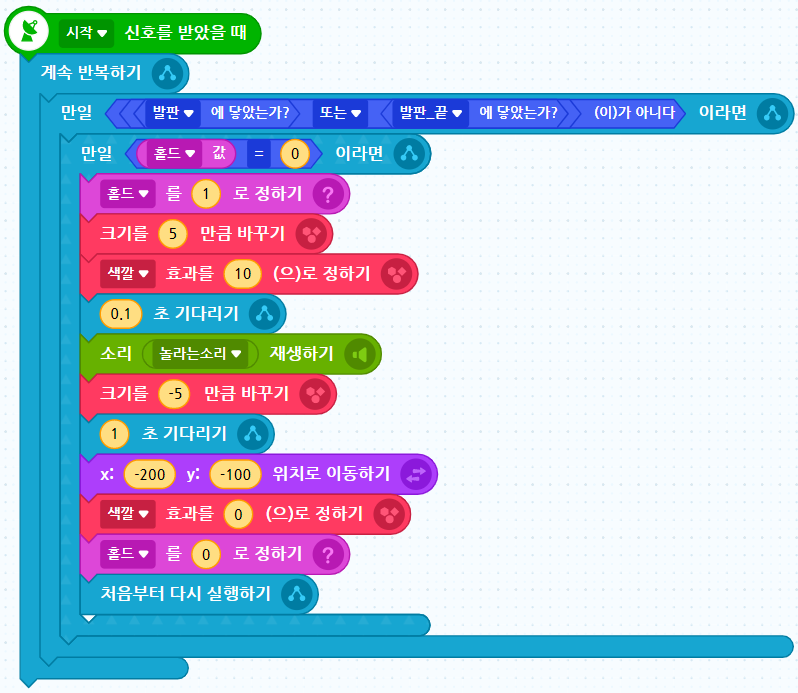 시작 신호를 받았을 때
계속 반복하기
만일 발판 에 닿았는가? 또는 발판_끝 에 닿았는가? (이)가 아니다 이라면
만일 홀드 값 = 0 이라면
홀드 를 1 로 정하기 ?
크기를 5 만큼 바꾸기
색깔 효과를 10 (으)로 정하기
0.1 초 기다리기
소리 놀라는소리 재생하기
크기를 -5 만큼 바꾸기
1 초 기다리기
x: -200 y: -100 위치로 이동하기
색깔 효과를 0 (으)로 정하기
홀드 를 0 로 정하기 ?
처음부터 다시 실행하기